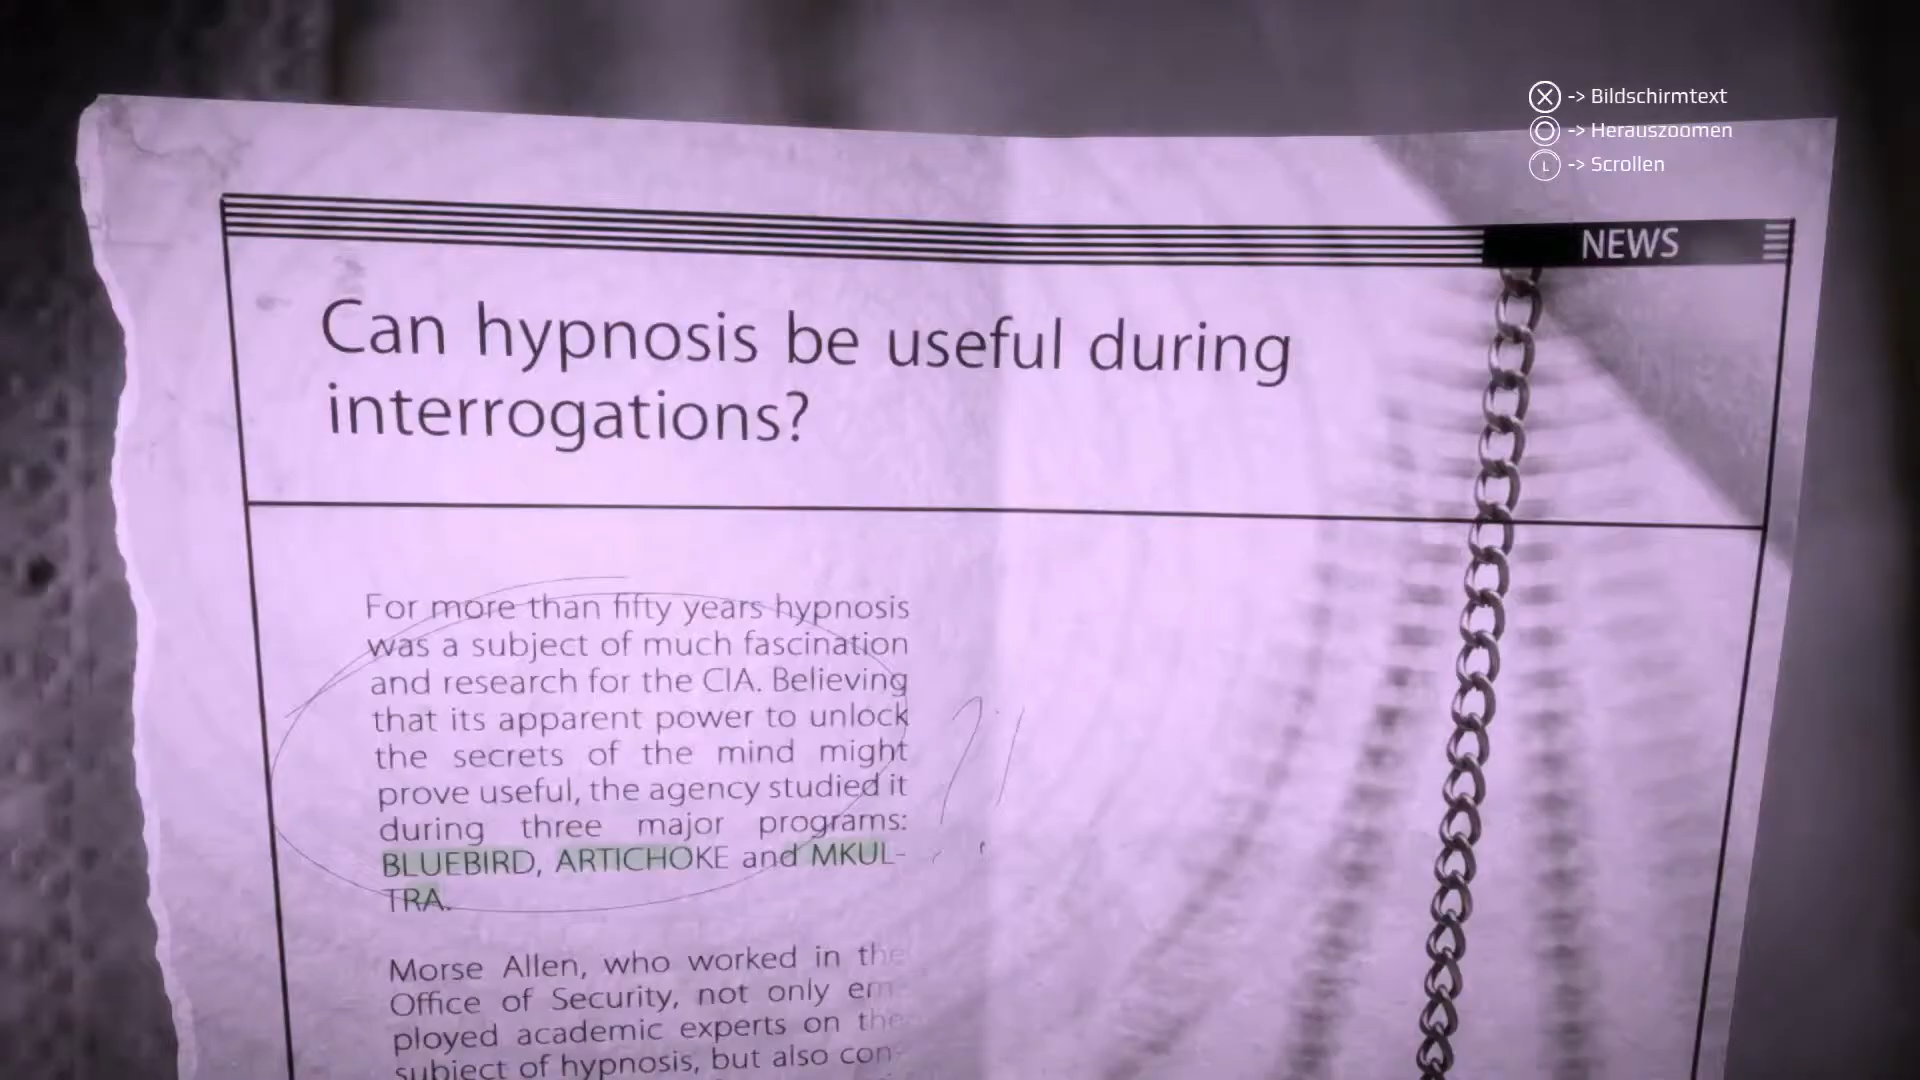 -> Bildschirmtext
-> Herauszoomen
L -> Scrollen
NEWS
Can hypnosis be useful during
interrogations?
For more than fifty years hypnosis
was a subject of much fascination
and research for the CIA. Believing
that its apparent power to unlock
the secrets of the mind might
prove useful, the agency studied it
during three major programs:
BLUEBIRD, ARTICHOKE and MKUL-
TRA.
Morse Allen, who worked in the
Office of Security, not only em-
ployed academic experts on the
subject of hypnosis, but also con-